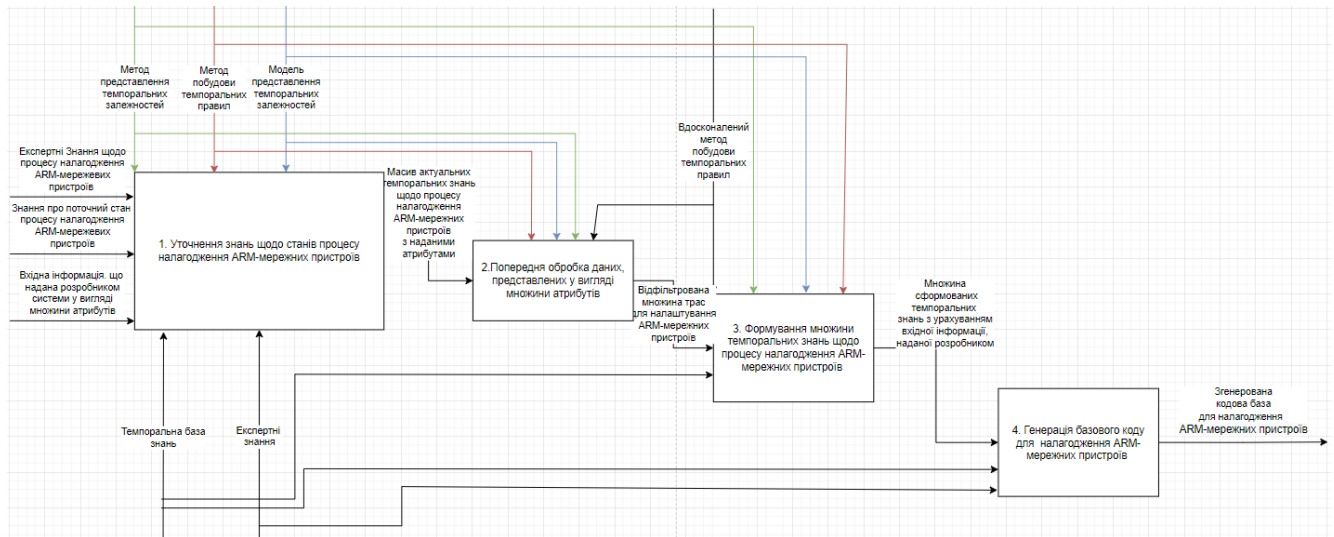 Метод
представлення
темпоральних
залежностей
Метод
побудови
темпоральних
правил
Модель
представлення
темпоральних
залежностей
Експертні Знання щодо
процесу налагодження
ARM-мережевих
пристроїв
Знання про поточний стан
процесу налагодження
ARM-мережевих
пристроїв
Вхідна інформація. що
надана розробником
системи у вигляді
множини атрибутів
1. Уточнення знань щодо станів процесу
налагодження ARM-мережних пристроїв
Масив актуальних
темпоральних знань
щодо процесу
налагодження
ARM-мережних
пристроїв
з наданими
атрибутами
Вдосконалений
метод
побудови
темпоральних
правил
2.Попередня обробка даних,
представлених у вигляді
множини атрибутів
Відфільтрована
множина трас
для налаштування
ARM-мережних
пристроїв
3. Формування множини
темпоральних знань щодо
процесу налагодження ARM-
мережних пристроїв
Множина
сформованих
темпоральних
знань з урахуванням
вхідної інформації,
наданої розробником
Темпоральна база
знань
Експертні
знання
4. Генерація базового коду
для налагодження ARM-
мережних пристроїв
Згенерована
кодова база
для налагодження
ARM-мережних пристроїв